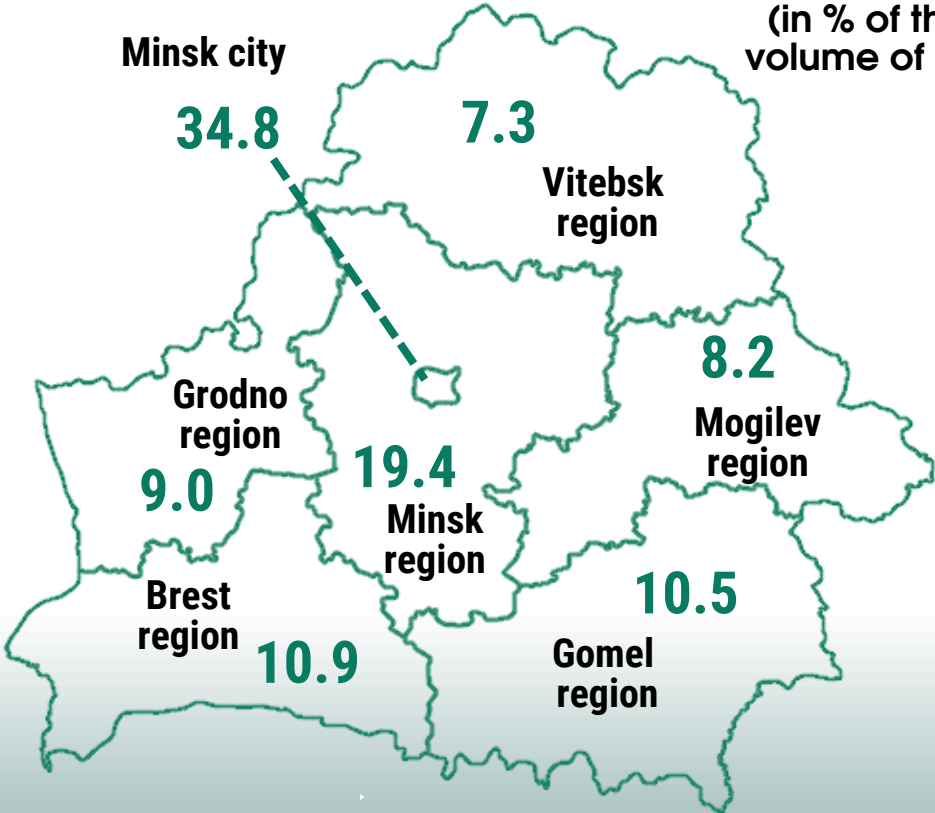 (in % of th
volume of
Minsk city
34.8
7.3
Vitebsk
region
8.2
Mogilev
region
Grodno
region
9.0
19.4
Minsk
region
Brest
region
10.9
10.5
Gomel
region